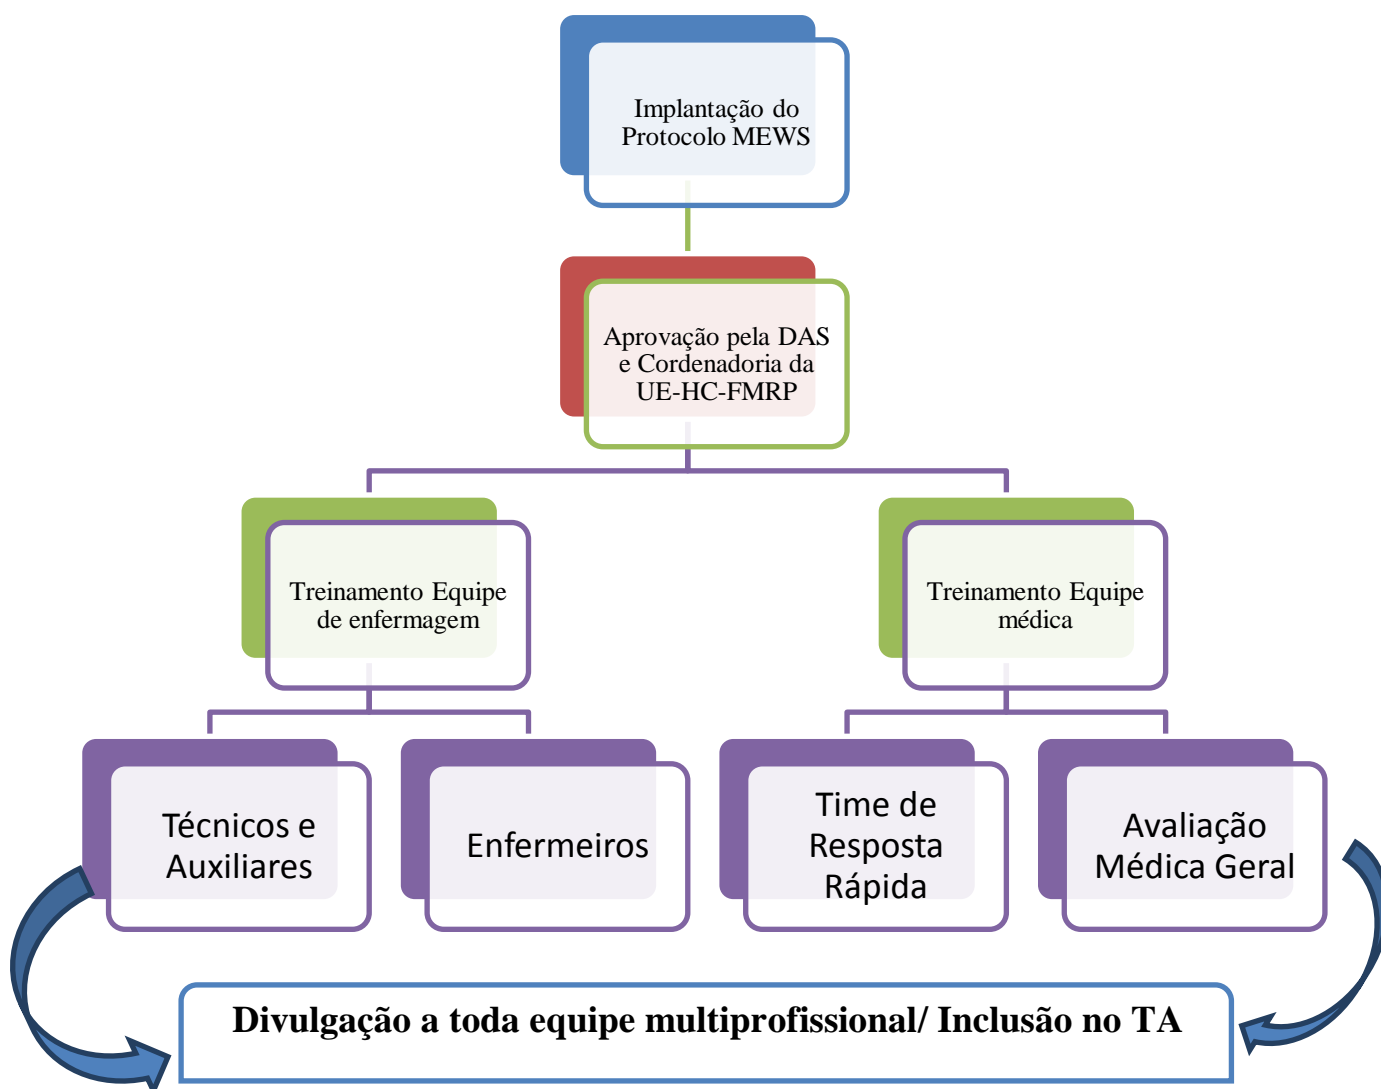 Implantação do
Protocolo MEWS
Aprovação pela DAS
e Cordenadoria da
UE-HC-FMRP
Treinamento Equipe
de enfermagem
Treinamento Equipe
médica
Técnicos e
Auxiliares
Enfermeiros
Time de
Resposta
Rápida
Avaliação
Médica Geral
Divulgação a toda equipe multiprofissional/ Inclusão no TA